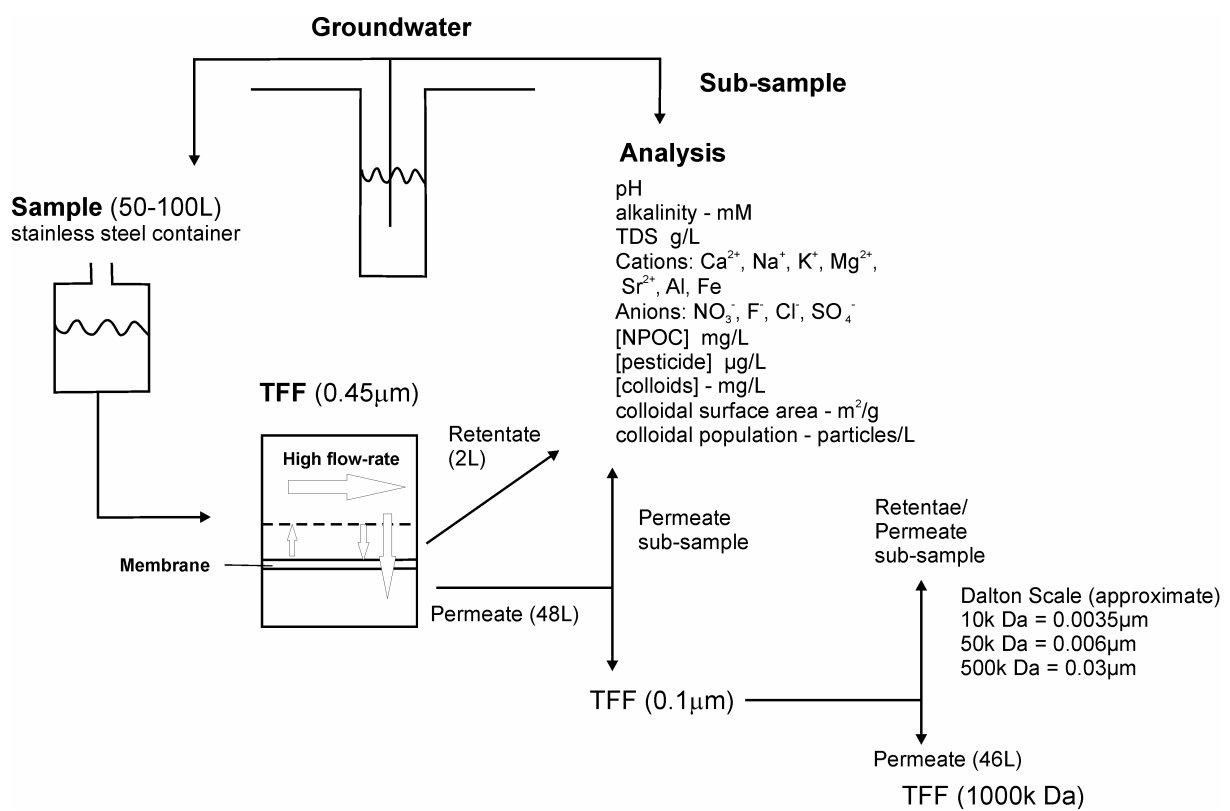 Groundwater
Sub-sample
Analysis
pH
alkalinity - mM
TDS  g/L
Cations: Ca²⁺, Na⁺, K⁺, Mg²⁺,
Sr²⁺, Al, Fe
Anions: NO₃⁻, F⁻, Cl⁻, SO₄⁻
[NPOC]  mg/L
[pesticide]  µg/L
[colloids] - mg/L
colloidal surface area - m²/g
colloidal population - particles/L
Sample (50-100L)
stainless steel container
TFF (0.45µm)
High flow-rate
Membrane
Retentate
(2L)
Permeate (48L)
Permeate
sub-sample
TFF (0.1µm)
Retentae/
Permeate
sub-sample
Dalton Scale (approximate)
10k Da = 0.0035µm
50k Da = 0.006µm
500k Da = 0.03µm
Permeate (46L)
TFF (1000k Da)